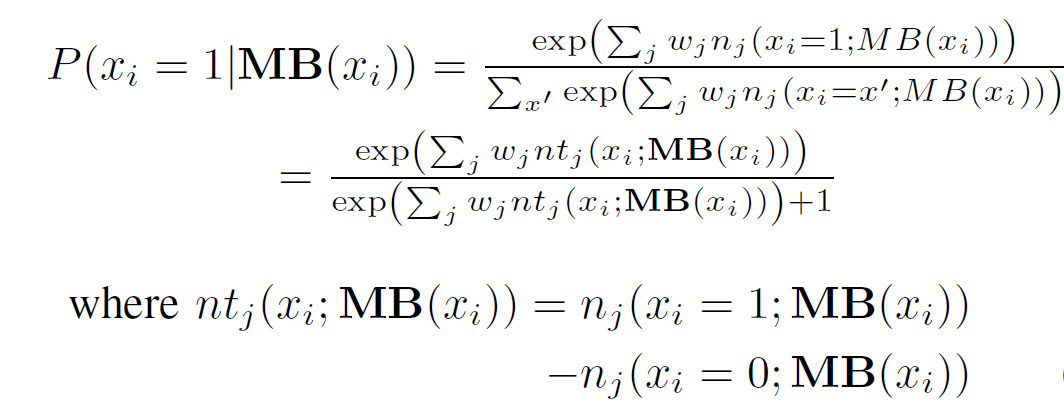 P(x_i = 1|MB(x_i)) = exp(∑_j w_j n_j(x_i=1;MB(x_i))) / ∑_{x′} exp(∑_j w_j n_j(x_i=x′;MB(x_i)))
= exp(∑_j w_j nt_j(x_i;MB(x_i))) / exp(∑_j w_j nt_j(x_i;MB(x_i)))+1
where nt_j(x_i; MB(x_i)) = n_j(x_i = 1; MB(x_i))
−n_j(x_i = 0; MB(x_i))